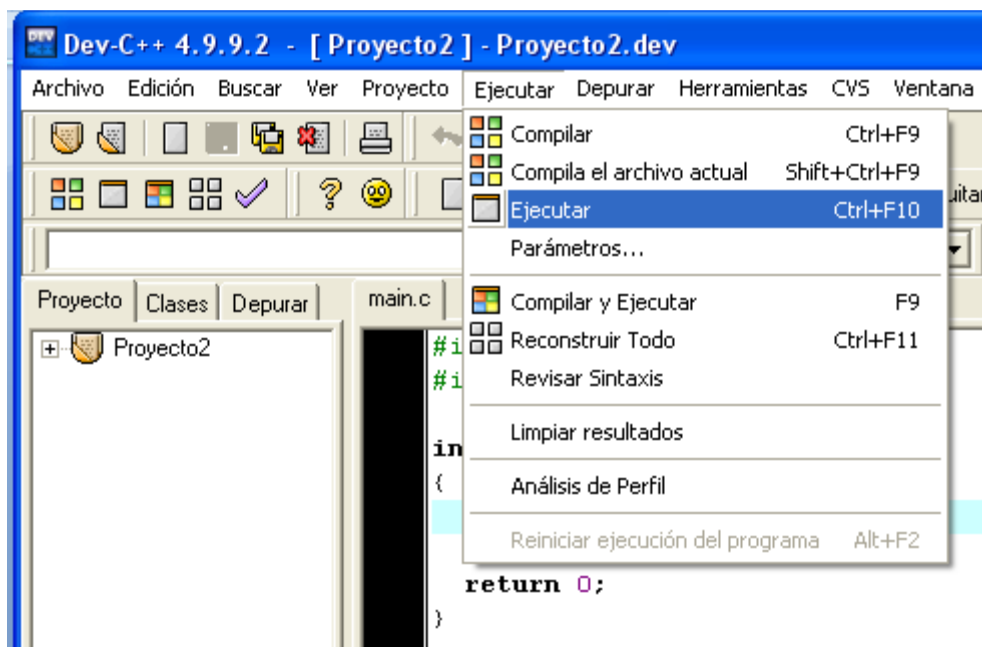 Dev-C++ 4.9.9.2 - [ Proyecto2 ] - Proyecto2.dev
Archivo Edición Buscar Ver Proyecto Ejecutar Depurar Herramientas CVS Ventana
Compilar Ctrl+F9
Compila el archivo actual Shift+Ctrl+F9
Ejecutar Ctrl+F10
Parámetros...
Compilar y Ejecutar F9
Reconstruir Todo Ctrl+F11
Revisar Sintaxis
Limpiar resultados
Análisis de Perfil
Reiniciar ejecución del programa Alt+F2
Proyecto Clases Depurar main.c
Proyecto2
#i
#i
in
{
return 0;
}